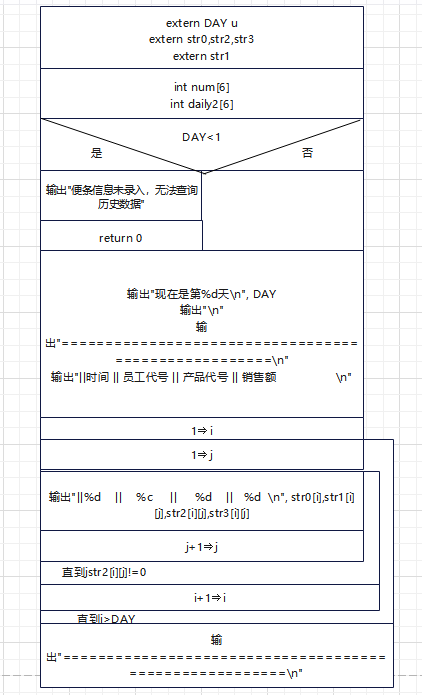 extern DAY u
extern str0,str2,str3
extern str1
int num[6]
int daily2[6]
DAY<1
是
否
输出"便条信息未录入，无法查询
历史数据"
return 0
输出"现在是第%d天\n", DAY
输出"\n"
输
出"==================================
==================\n"
输出"||时间 || 员工代号 || 产品代号 || 销售额 \n"
1⇒i
1⇒j
输出"||%d || %c || %d || %d \n", str0[i],str1[i]
[j],str2[i][j],str3[i][j]
j+1⇒j
直到jstr2[i][j]!=0
i+1⇒i
直到i>DAY
输
出"=====================================
==================\n"